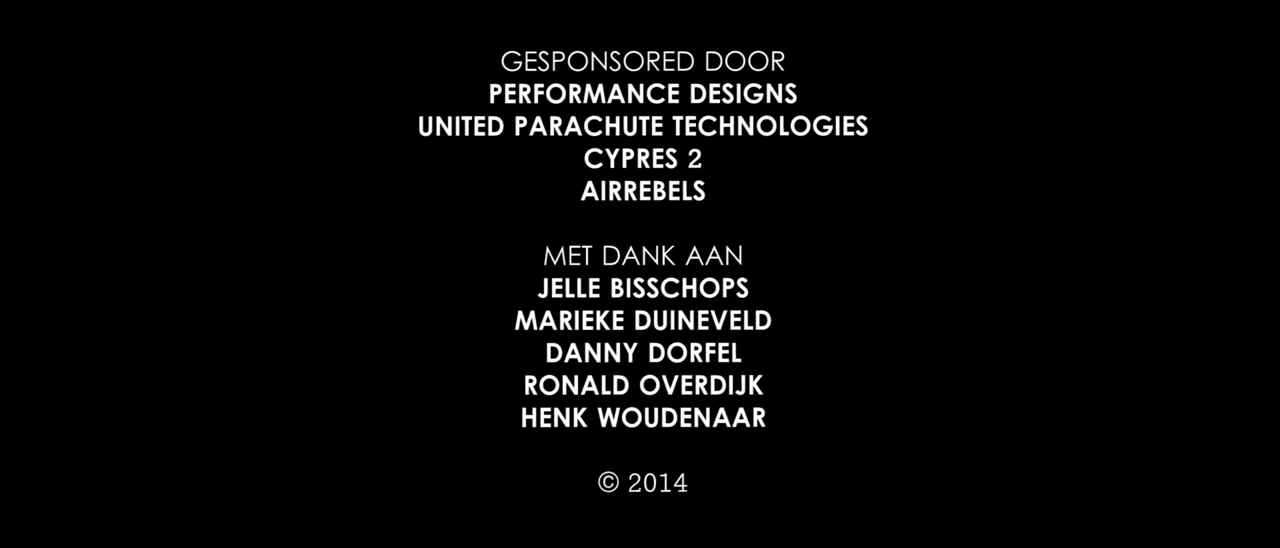 GESPONSORED DOOR
PERFORMANCE DESIGNS
UNITED PARACHUTE TECHNOLOGIES
CYPRES 2
AIRREBELS
MET DANK AAN
JELLE BISSCHOPS
MARIEKE DUINEVELD
DANNY DORFEL
RONALD OVERDIJK
HENK WOUDENAAR
© 2014